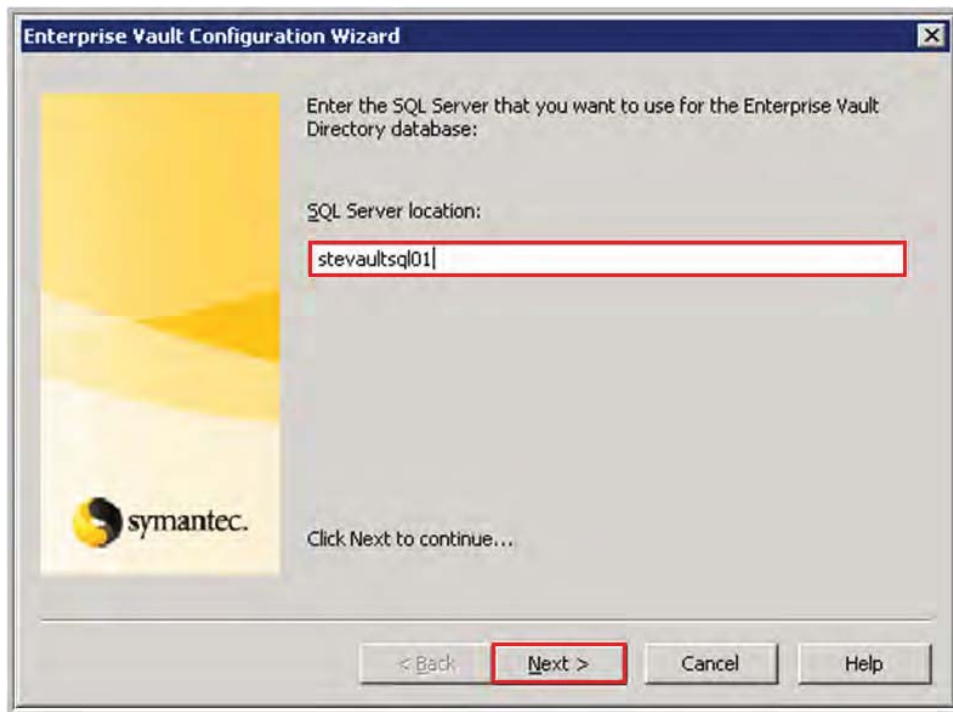 Enterprise Vault Configuration Wizard
Enter the SQL Server that you want to use for the Enterprise Vault
Directory database:
SQL Server location:
stevaultsql01
symantec.
Click Next to continue...
< Back
Next >
Cancel
Help